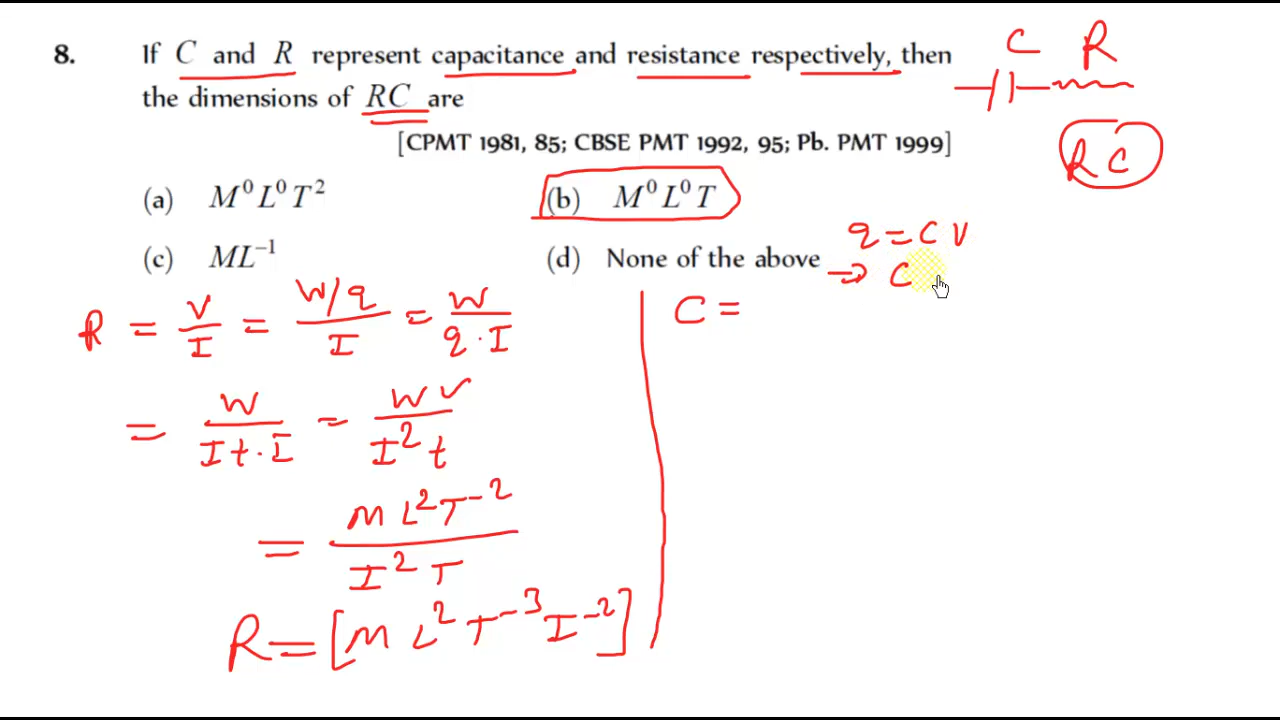 8. If C and R represent capacitance and resistance respectively, then
the dimensions of RC are
[CPMT 1981, 85; CBSE PMT 1992, 95; Pb. PMT 1999]
(a) M⁰L⁰T² (b) M⁰L⁰T
(c) ML⁻¹ (d) None of the above
C R
RC
q = C V
→ C
R = V/I = (W/q)/I = W/(q·I)
= W/(It·I) = W/(I²t) ✓
= ML²T⁻²/(I²T)
R = [ML²T⁻³I⁻²]
C =